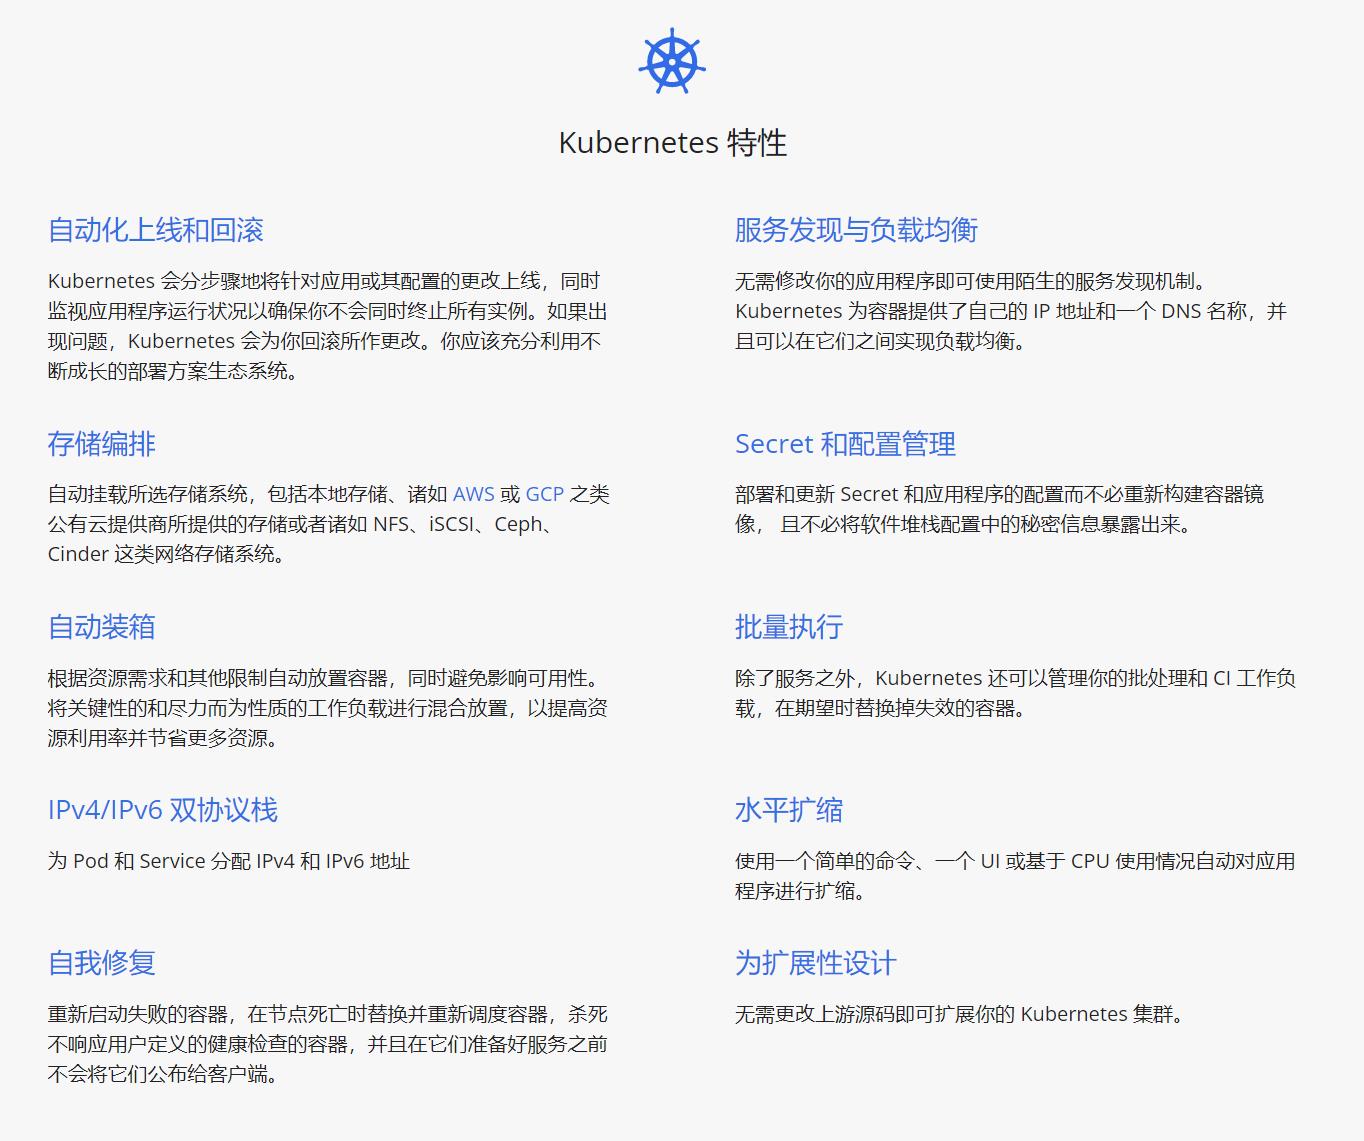 Kubernetes 特性
自动化上线和回滚
Kubernetes 会分步骤地将针对应用或其配置的更改上线，同时
监视应用程序运行状况以确保你不会同时终止所有实例。如果出
现问题，Kubernetes 会为你回滚所作更改。你应该充分利用不
断成长的部署方案生态系统。
服务发现与负载均衡
无需修改你的应用程序即可使用陌生的服务发现机制。
Kubernetes 为容器提供了自己的 IP 地址和一个 DNS 名称，并
且可以在它们之间实现负载均衡。
存储编排
自动挂载所选存储系统，包括本地存储、诸如 AWS 或 GCP 之类
公有云提供商所提供的存储或者诸如 NFS、iSCSI、Ceph、
Cinder 这类网络存储系统。
Secret 和配置管理
部署和更新 Secret 和应用程序的配置而不必重新构建容器镜
像， 且不必将软件堆栈配置中的秘密信息暴露出来。
自动装箱
根据资源需求和其他限制自动放置容器，同时避免影响可用性。
将关键性的和尽力而为性质的工作负载进行混合放置，以提高资
源利用率并节省更多资源。
批量执行
除了服务之外，Kubernetes 还可以管理你的批处理和 CI 工作负
载，在期望时替换掉失效的容器。
IPv4/IPv6 双协议栈
为 Pod 和 Service 分配 IPv4 和 IPv6 地址
水平扩缩
使用一个简单的命令、一个 UI 或基于 CPU 使用情况自动对应用
程序进行扩缩。
自我修复
重新启动失败的容器，在节点死亡时替换并重新调度容器，杀死
不响应用户定义的健康检查的容器，并且在它们准备好服务之前
不会将它们公布给客户端。
为扩展性设计
无需更改上游源码即可扩展你的 Kubernetes 集群。